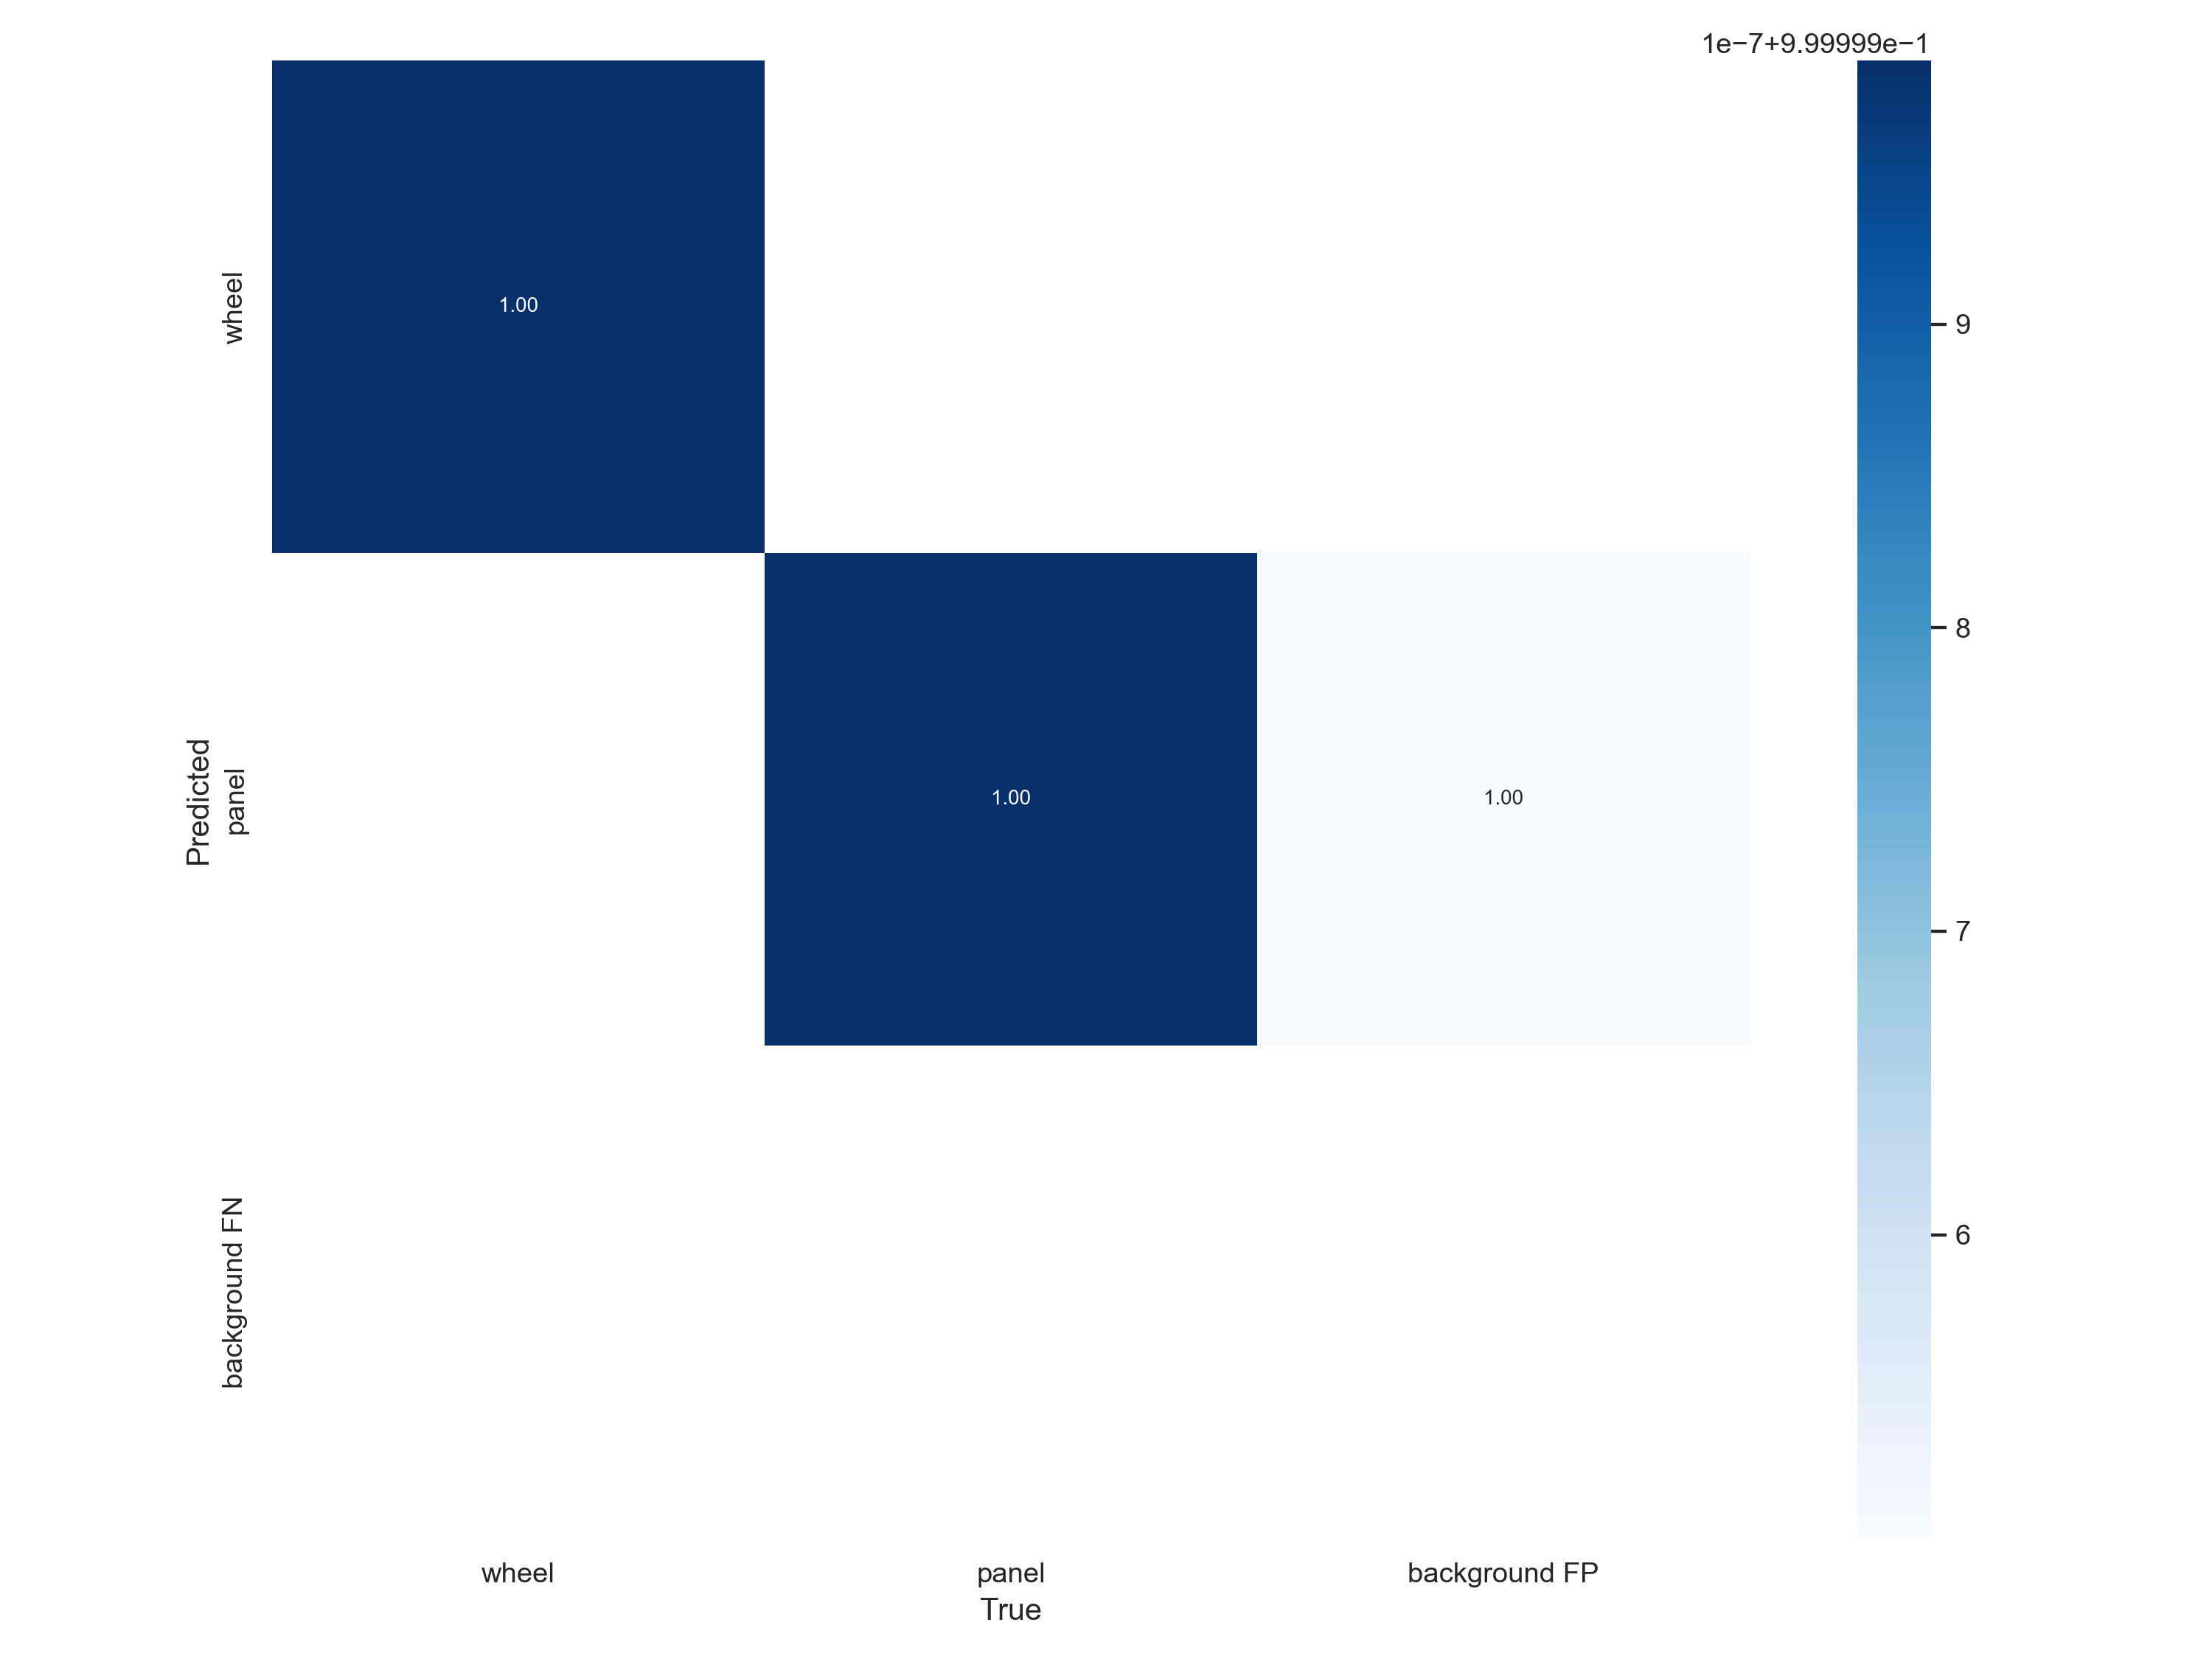 1e−7+9.99999e−1
wheel
1.00
9
8
Predicted
panel
1.00
1.00
7
6
background FN
wheel
panel
background FP
True